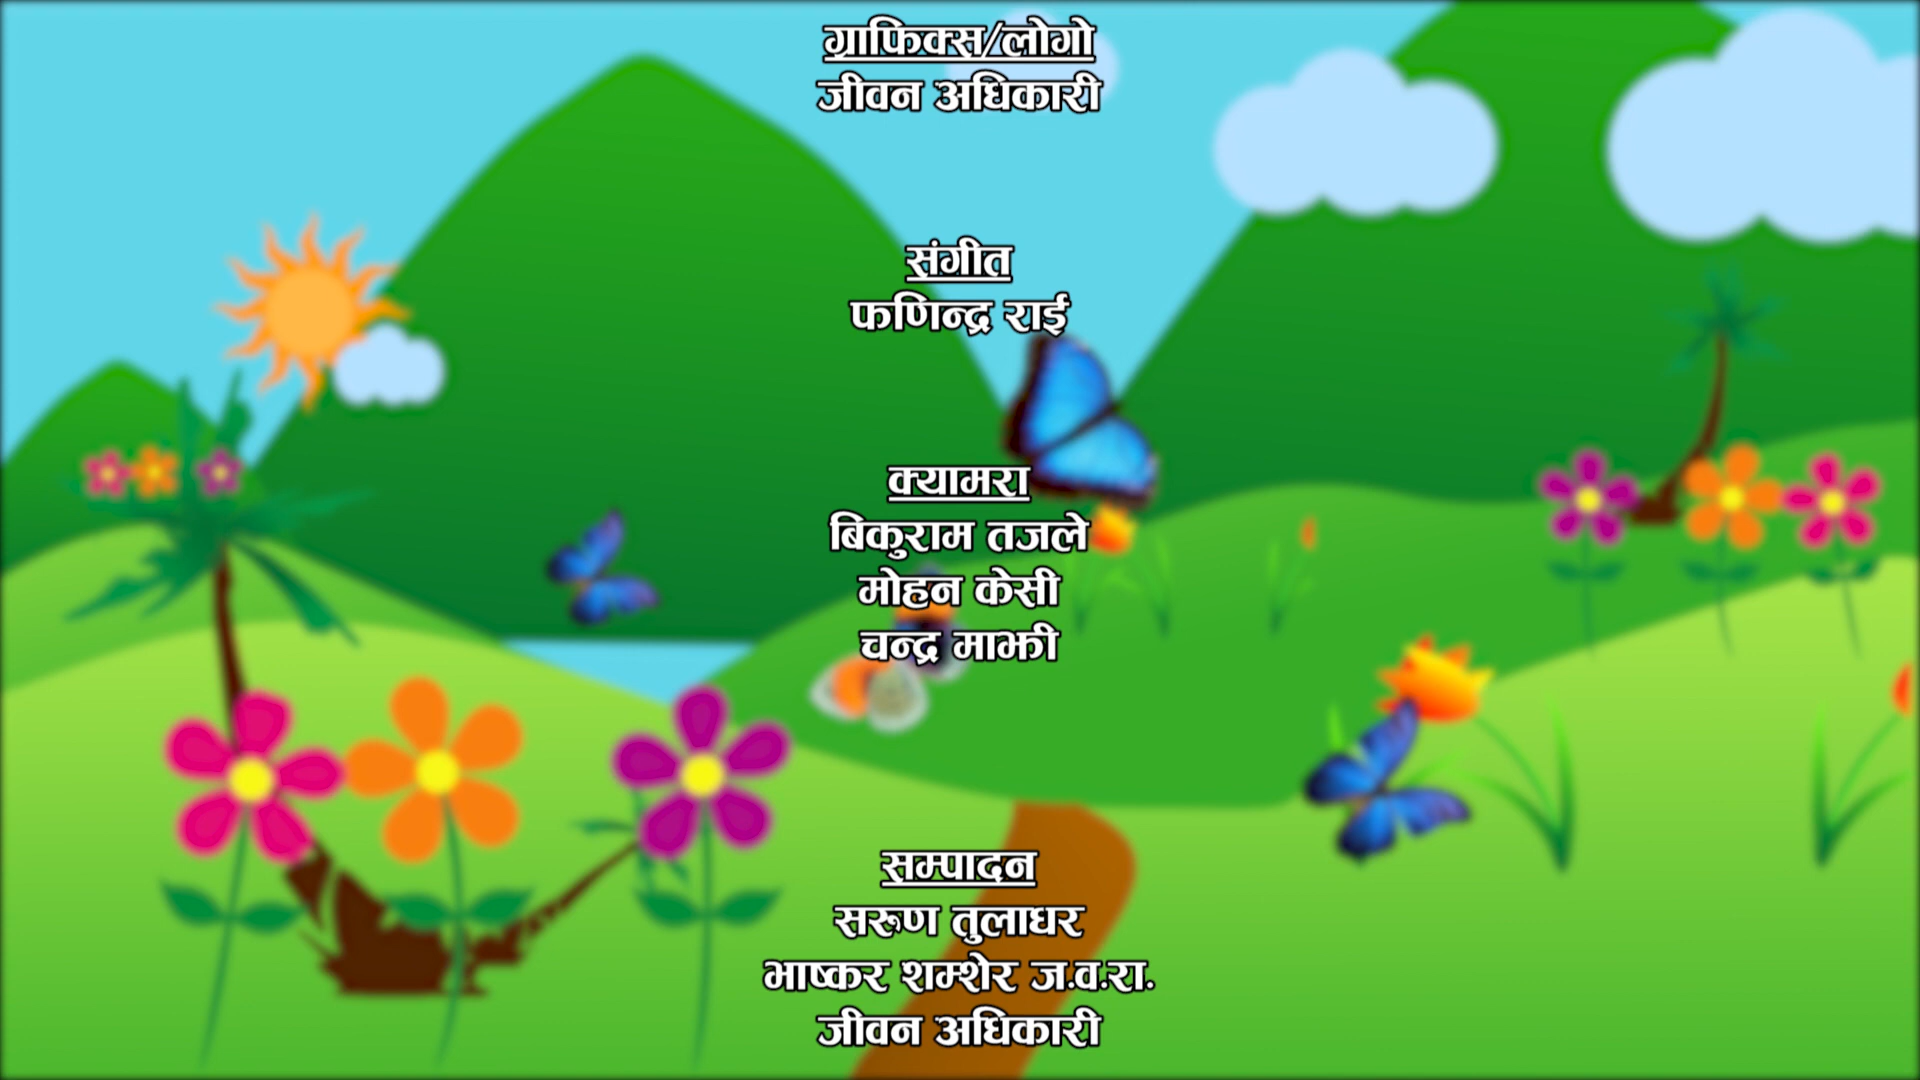 ग्राफिक्स/लोगो
जीवन अधिकारी
संगीत
फणिन्द्र राई
क्यामरा
बिकुराम तजले
मोहन केसी
चन्द्र माझी
सम्पादन
सरुण तुलाधर
भाष्कर शम्शेर ज.व.रा.
जीवन अधिकारी